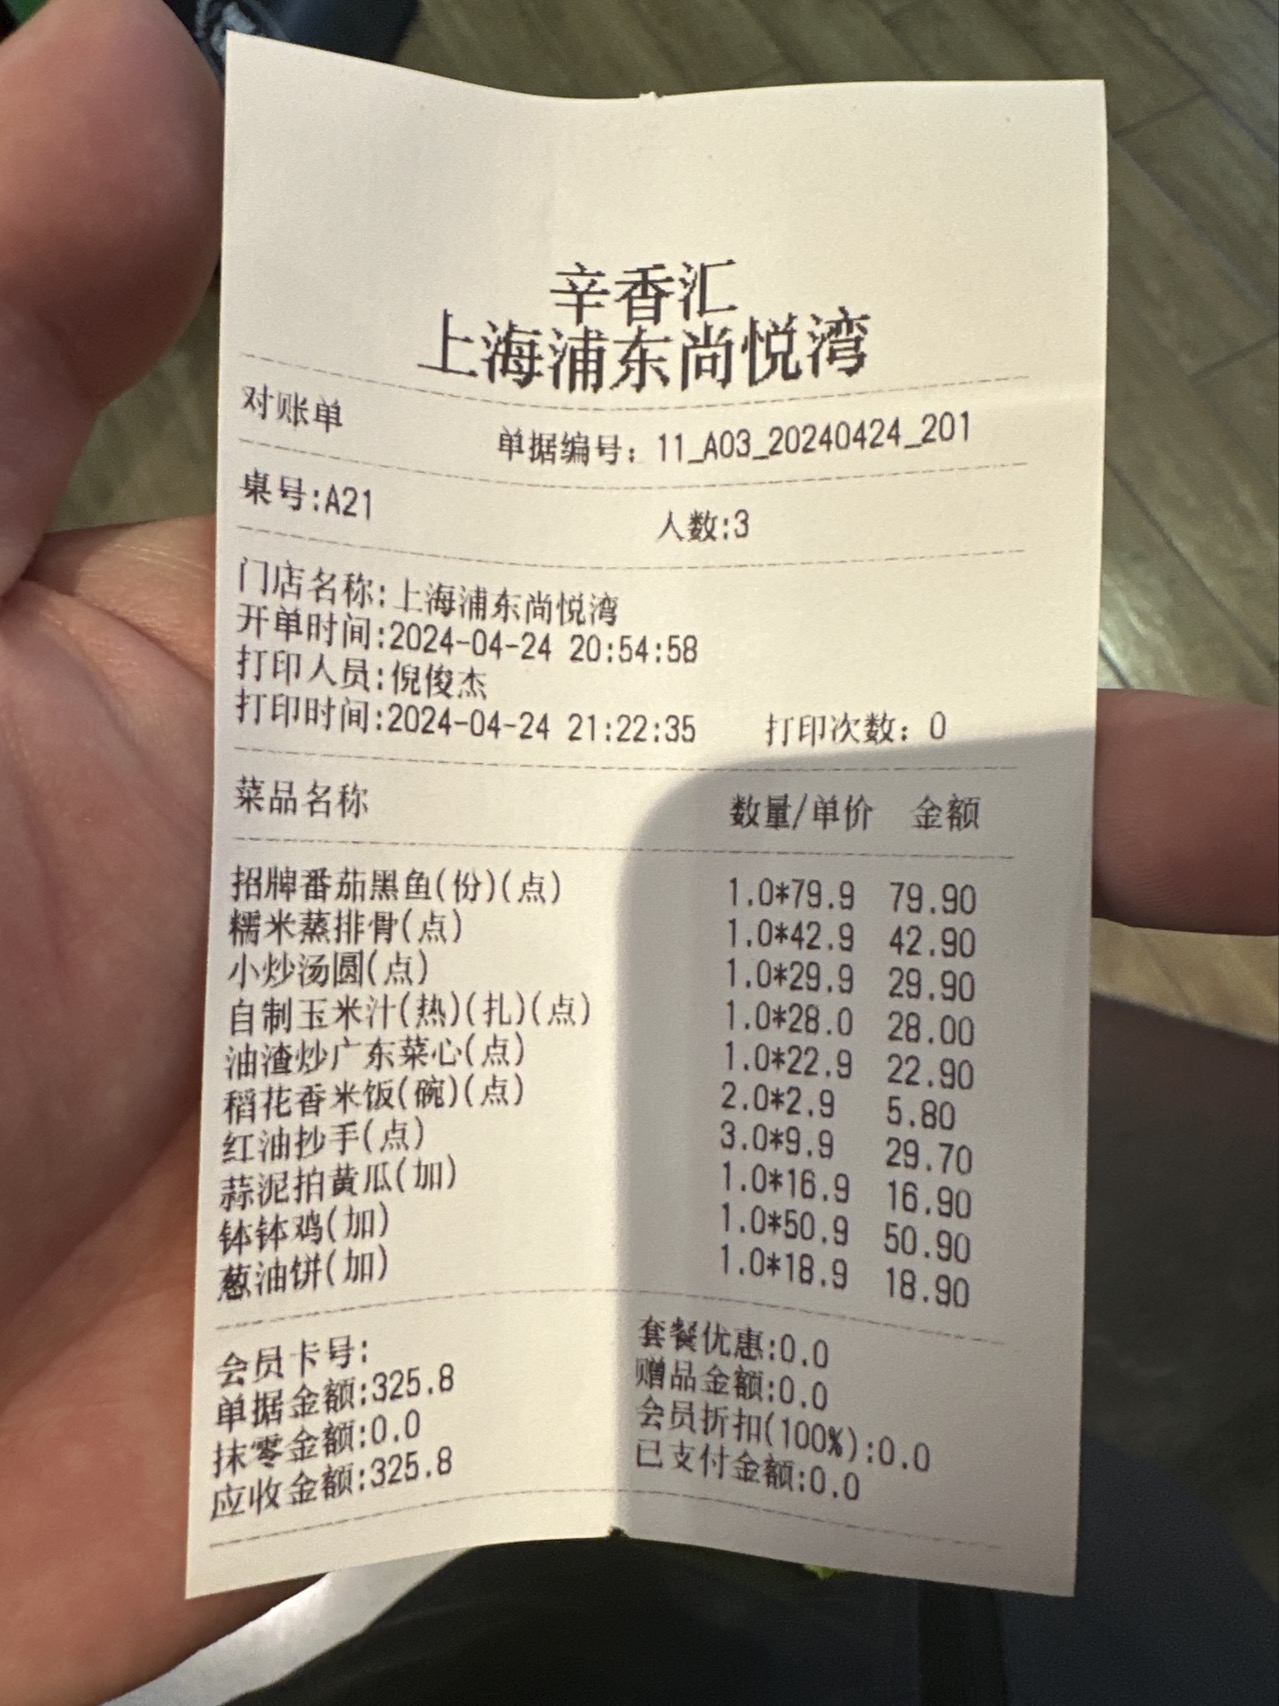 辛香汇
上海浦东尚悦湾
对账单 单据编号：11_A03_20240424_201
桌号:A21 人数:3
门店名称:上海浦东尚悦湾
开单时间:2024-04-24 20:54:58
打印人员:倪俊杰
打印时间:2024-04-24 21:22:35 打印次数：0
菜品名称 数量/单价 金额
招牌番茄黑鱼(份)(点) 1.0*79.9 79.90
糯米蒸排骨(点) 1.0*42.9 42.90
小炒汤圆(点) 1.0*29.9 29.90
自制玉米汁(热)(扎)(点) 1.0*28.0 28.00
油渣炒广东菜心(点) 1.0*22.9 22.90
稻花香米饭(碗)(点) 2.0*2.9 5.80
红油抄手(点) 3.0*9.9 29.70
蒜泥拍黄瓜(加) 1.0*16.9 16.90
钵钵鸡(加) 1.0*50.9 50.90
葱油饼(加) 1.0*18.9 18.90
会员卡号: 套餐优惠:0.0
单据金额:325.8 赠品金额:0.0
抹零金额:0.0 会员折扣(100%):0.0
应收金额:325.8 已支付金额:0.0